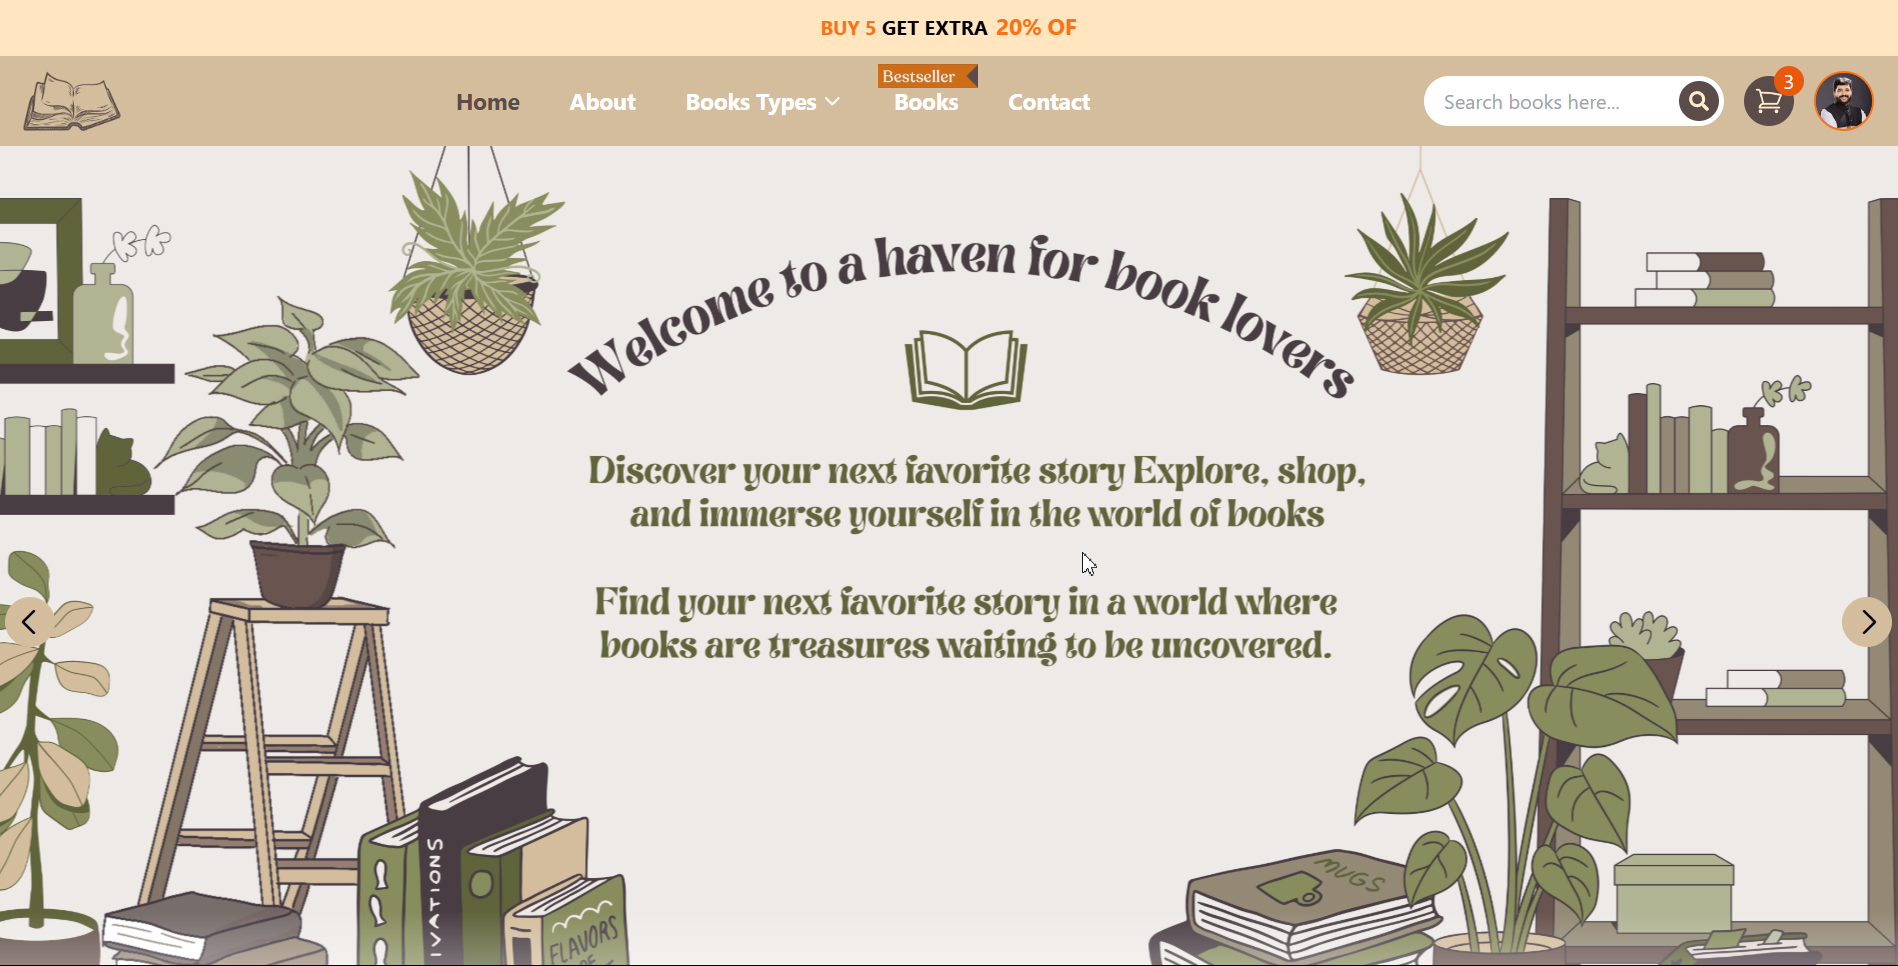 BUY 5 GET EXTRA 20% OF
Bestseller
Home About Books Types Books Contact
Search books here...
3
Welcome to a haven for book lovers
Discover your next favorite story Explore, shop,
and immerse yourself in the world of books
Find your next favorite story in a world where
books are treasures waiting to be uncovered.
IVATIONS
FLAVORS
MUGS